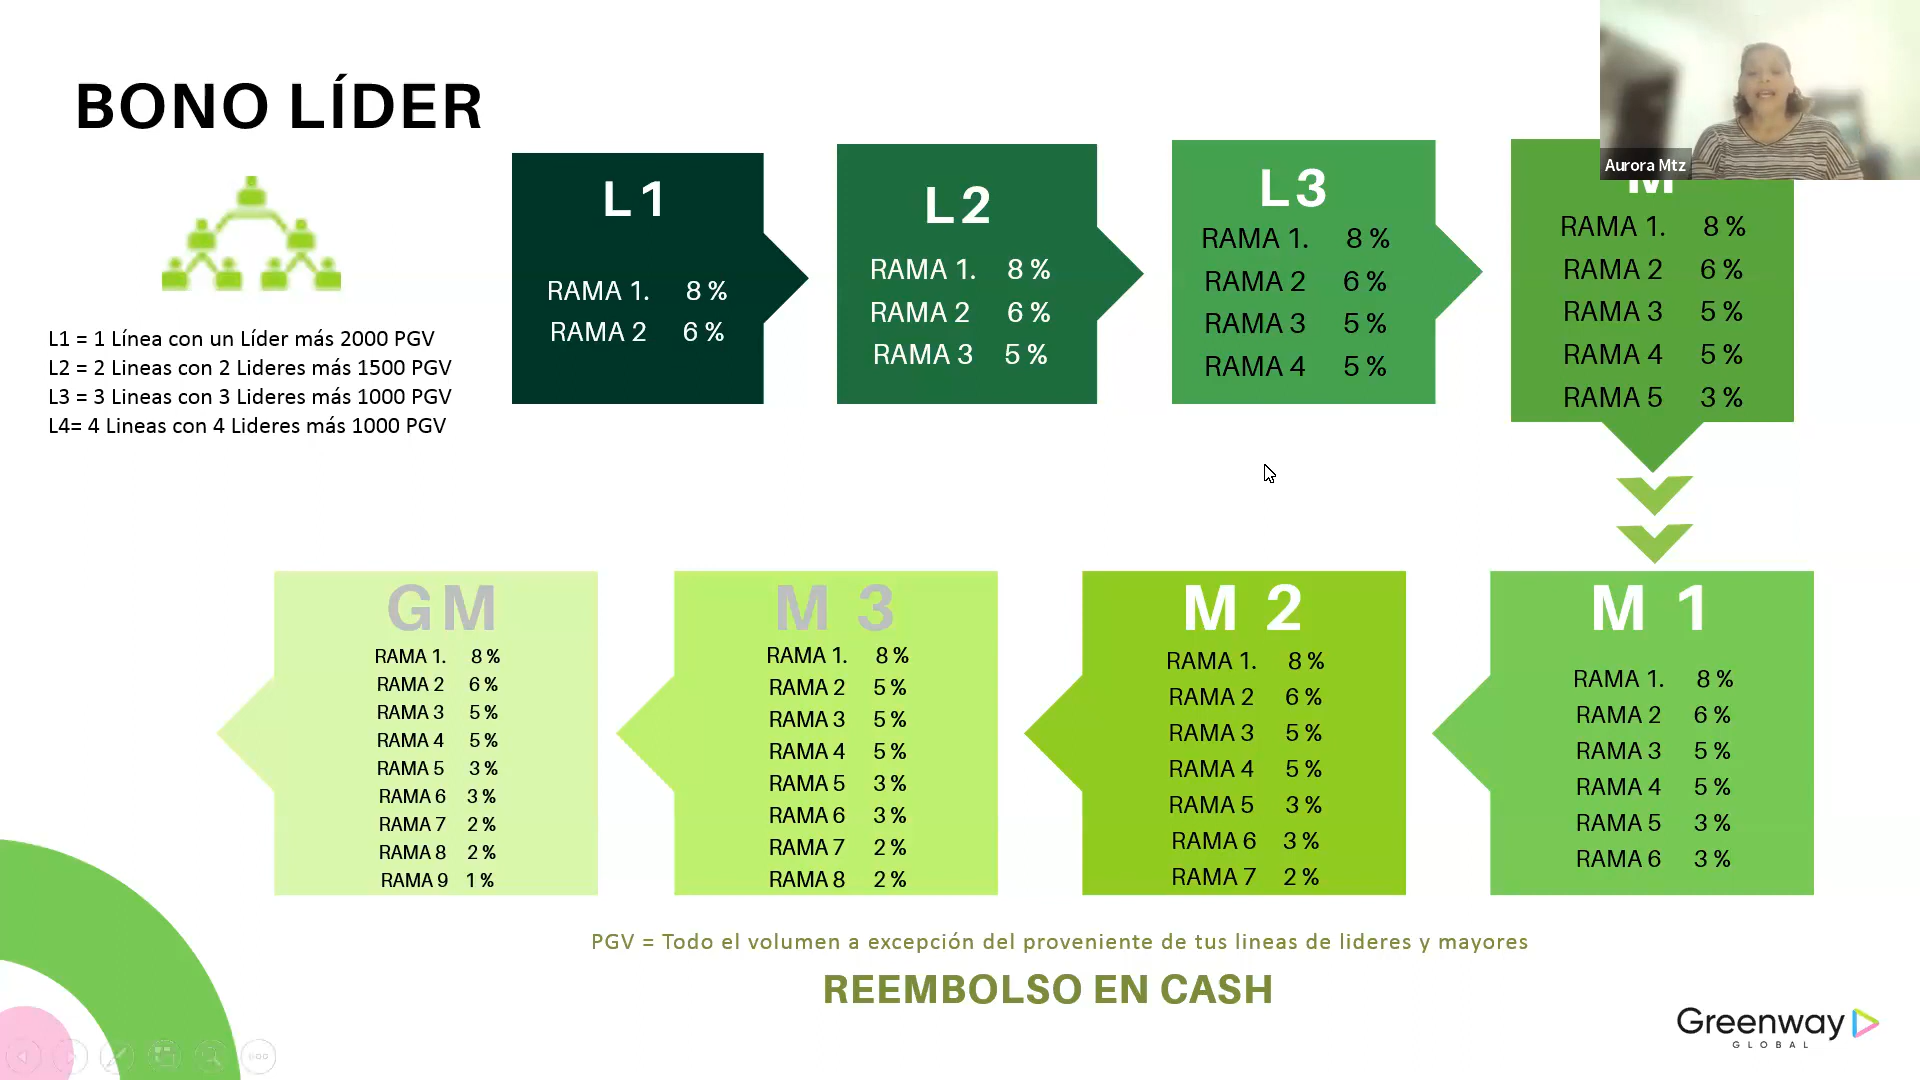 BONO LÍDER
L1 = 1 Línea con un Líder más 2000 PGV
L2 = 2 Lineas con 2 Lideres más 1500 PGV
L3 = 3 Lineas con 3 Lideres más 1000 PGV
L4= 4 Lineas con 4 Lideres más 1000 PGV
L1
RAMA 1. 8 %
RAMA 2 6 %
L2
RAMA 1. 8 %
RAMA 2 6 %
RAMA 3 5 %
L3
RAMA 1. 8 %
RAMA 2 6 %
RAMA 3 5 %
RAMA 4 5 %
Aurora Mtz
M
RAMA 1. 8 %
RAMA 2 6 %
RAMA 3 5 %
RAMA 4 5 %
RAMA 5 3 %
GM
RAMA 1. 8 %
RAMA 2 6 %
RAMA 3 5 %
RAMA 4 5 %
RAMA 5 3 %
RAMA 6 3 %
RAMA 7 2 %
RAMA 8 2 %
RAMA 9 1 %
M 3
RAMA 1. 8 %
RAMA 2 5 %
RAMA 3 5 %
RAMA 4 5 %
RAMA 5 3 %
RAMA 6 3 %
RAMA 7 2 %
RAMA 8 2 %
M 2
RAMA 1. 8 %
RAMA 2 6 %
RAMA 3 5 %
RAMA 4 5 %
RAMA 5 3 %
RAMA 6 3 %
RAMA 7 2 %
M 1
RAMA 1. 8 %
RAMA 2 6 %
RAMA 3 5 %
RAMA 4 5 %
RAMA 5 3 %
RAMA 6 3 %
PGV = Todo el volumen a excepción del proveniente de tus lineas de lideres y mayores
REEMBOLSO EN CASH
Greenway
GLOBAL